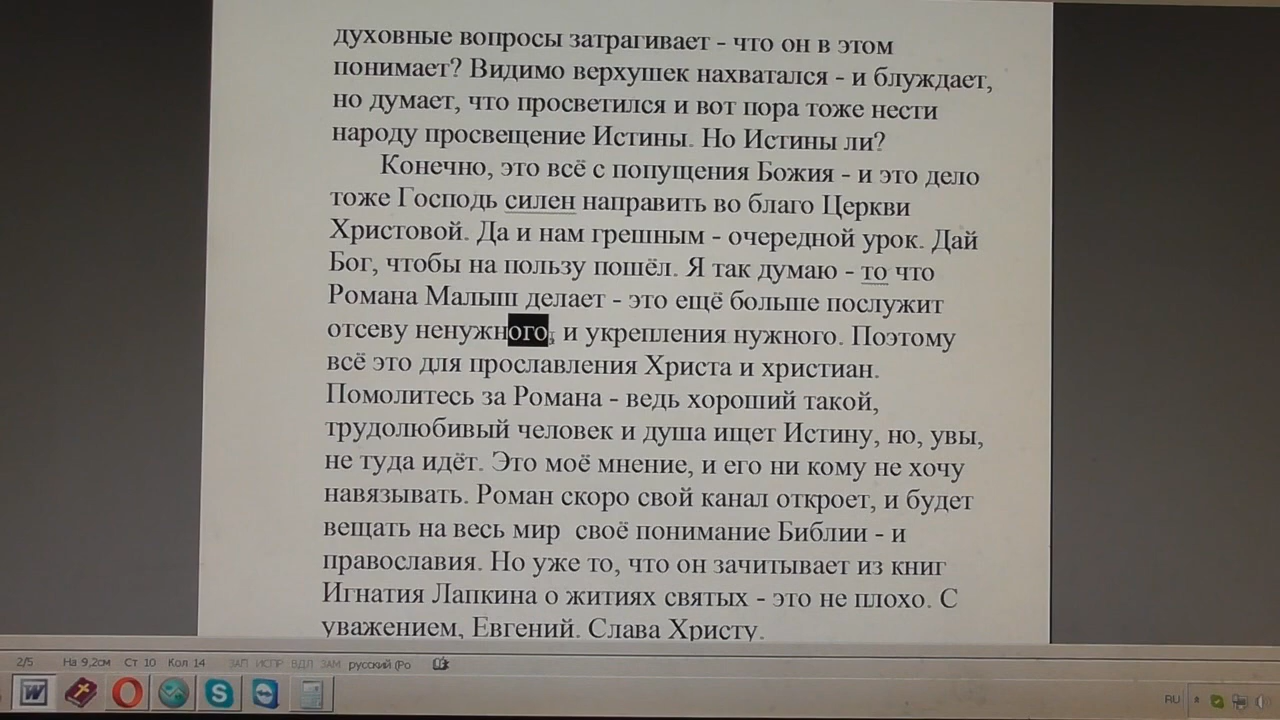 духовные вопросы затрагивает - что он в этом
понимает? Видимо верхушек нахватался - и блуждает,
но думает, что просветился и вот пора тоже нести
народу просвещение Истины. Но Истины ли?
Конечно, это всё с попущения Божия - и это дело
тоже Господь силен направить во благо Церкви
Христовой. Да и нам грешным - очередной урок. Дай
Бог, чтобы на пользу пошёл. Я так думаю - то что
Романа Малыш делает - это ещё больше послужит
отсеву ненужного, и укрепления нужного. Поэтому
всё это для прославления Христа и христиан.
Помолитесь за Романа - ведь хороший такой,
трудолюбивый человек и душа ищет Истину, но, увы,
не туда идёт. Это моё мнение, и его ни кому не хочу
навязывать. Роман скоро свой канал откроет, и будет
вещать на весь мир своё понимание Библии - и
православия. Но уже то, что он зачитывает из книг
Игнатия Лапкина о житиях святых - это не плохо. С
уважением, Евгений. Слава Христу.
2/5 На 9,2см Ст 10 Кол 14 ЗАП ИСПР ВДЛ ЗАМ русский (Ро
RU